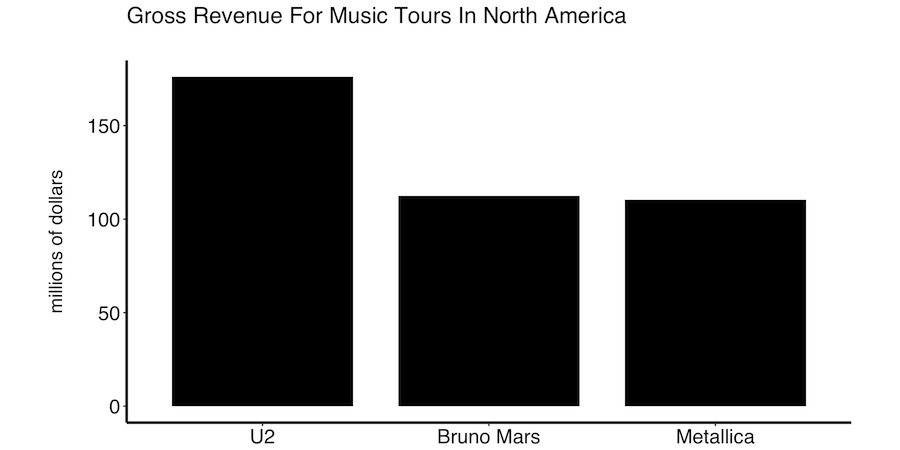 Gross Revenue For Music Tours In North America
millions of dollars
150
100
50
0
U2
Bruno Mars
Metallica